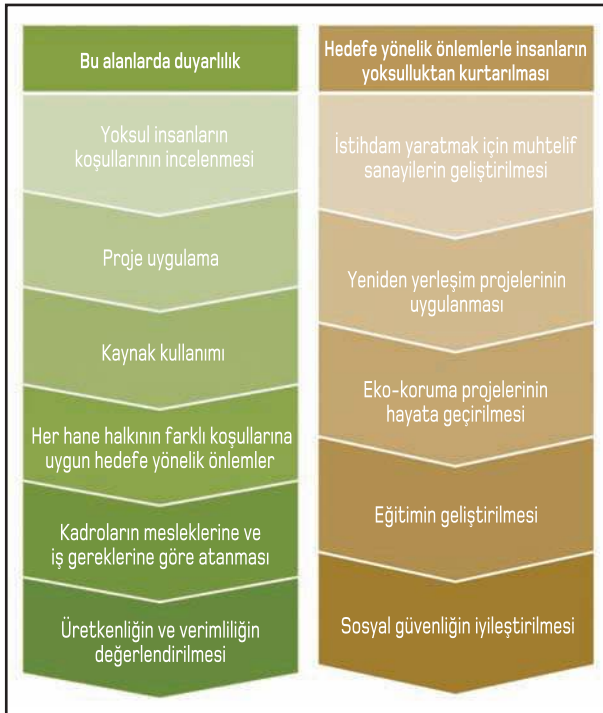 Bu alanlarda duyarlılık
Yoksul insanların
koşullarının incelenmesi
Proje uygulama
Kaynak kullanımı
Her hane halkının farklı koşullarına
uygun hedefe yönelik önlemler
Kadroların mesleklerine ve
iş gereklerine göre atanması
Üretkenliğin ve verimliliğin
değerlendirilmesi
Hedefe yönelik önlemlerle insanların
yoksulluktan kurtarılması
İstihdam yaratmak için muhtelif
sanayilerin geliştirilmesi
Yeniden yerleşim projelerinin
uygulanması
Eko-koruma projelerinin
hayata geçirilmesi
Eğitimin geliştirilmesi
Sosyal güvenliğin iyileştirilmesi